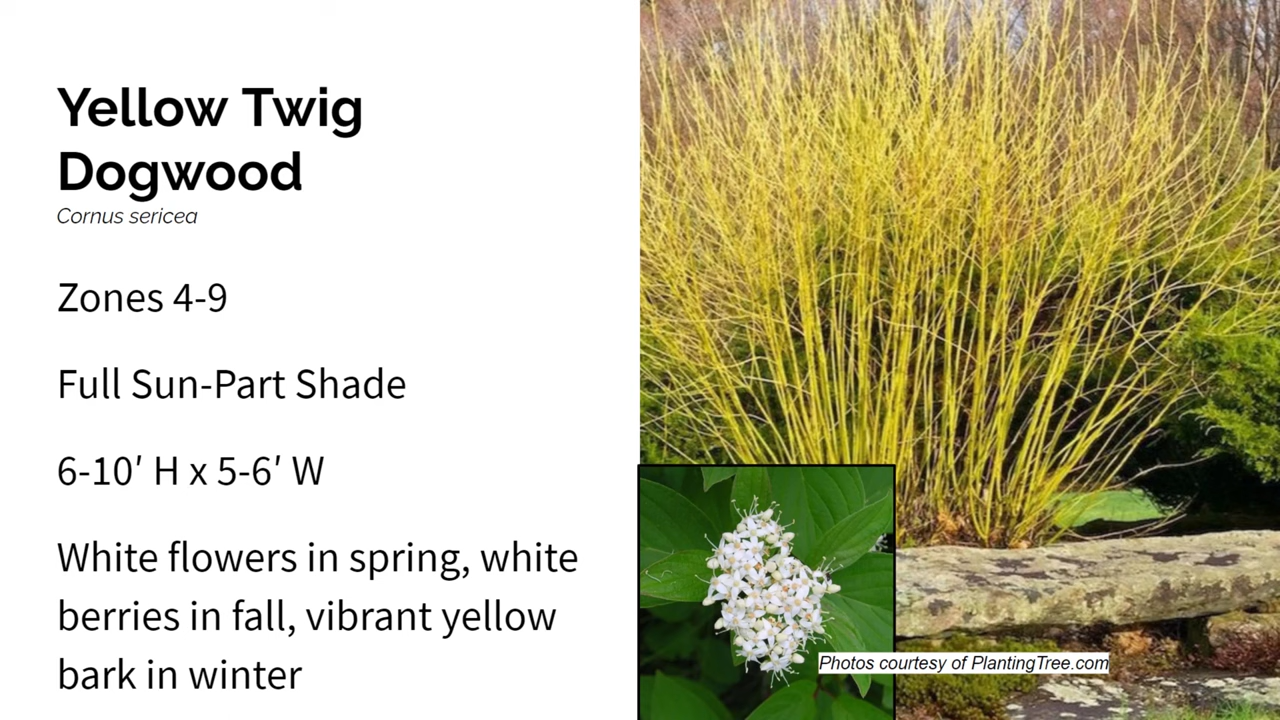 Yellow Twig
Dogwood
Cornus sericea
Zones 4-9
Full Sun-Part Shade
6-10′ H x 5-6′ W
White flowers in spring, white
berries in fall, vibrant yellow
bark in winter
Photos courtesy of PlantingTree.com